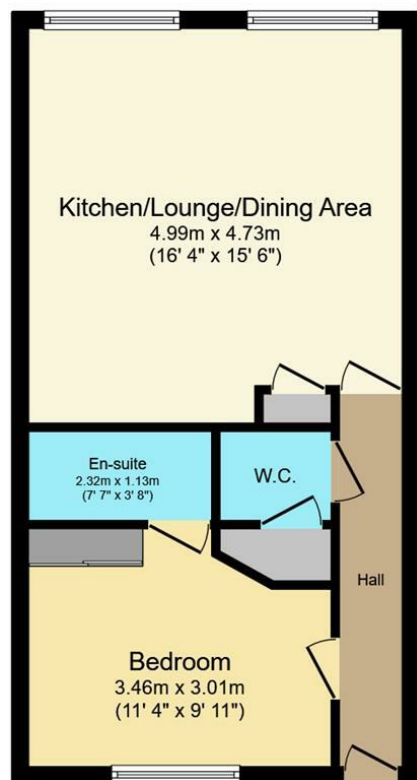 Kitchen/Lounge/Dining Area
4.99m x 4.73m
(16' 4" x 15' 6")
En-suite
2.32m x 1.13m
(7' 7" x 3' 8")
W.C.
Hall
Bedroom
3.46m x 3.01m
(11' 4" x 9' 11")